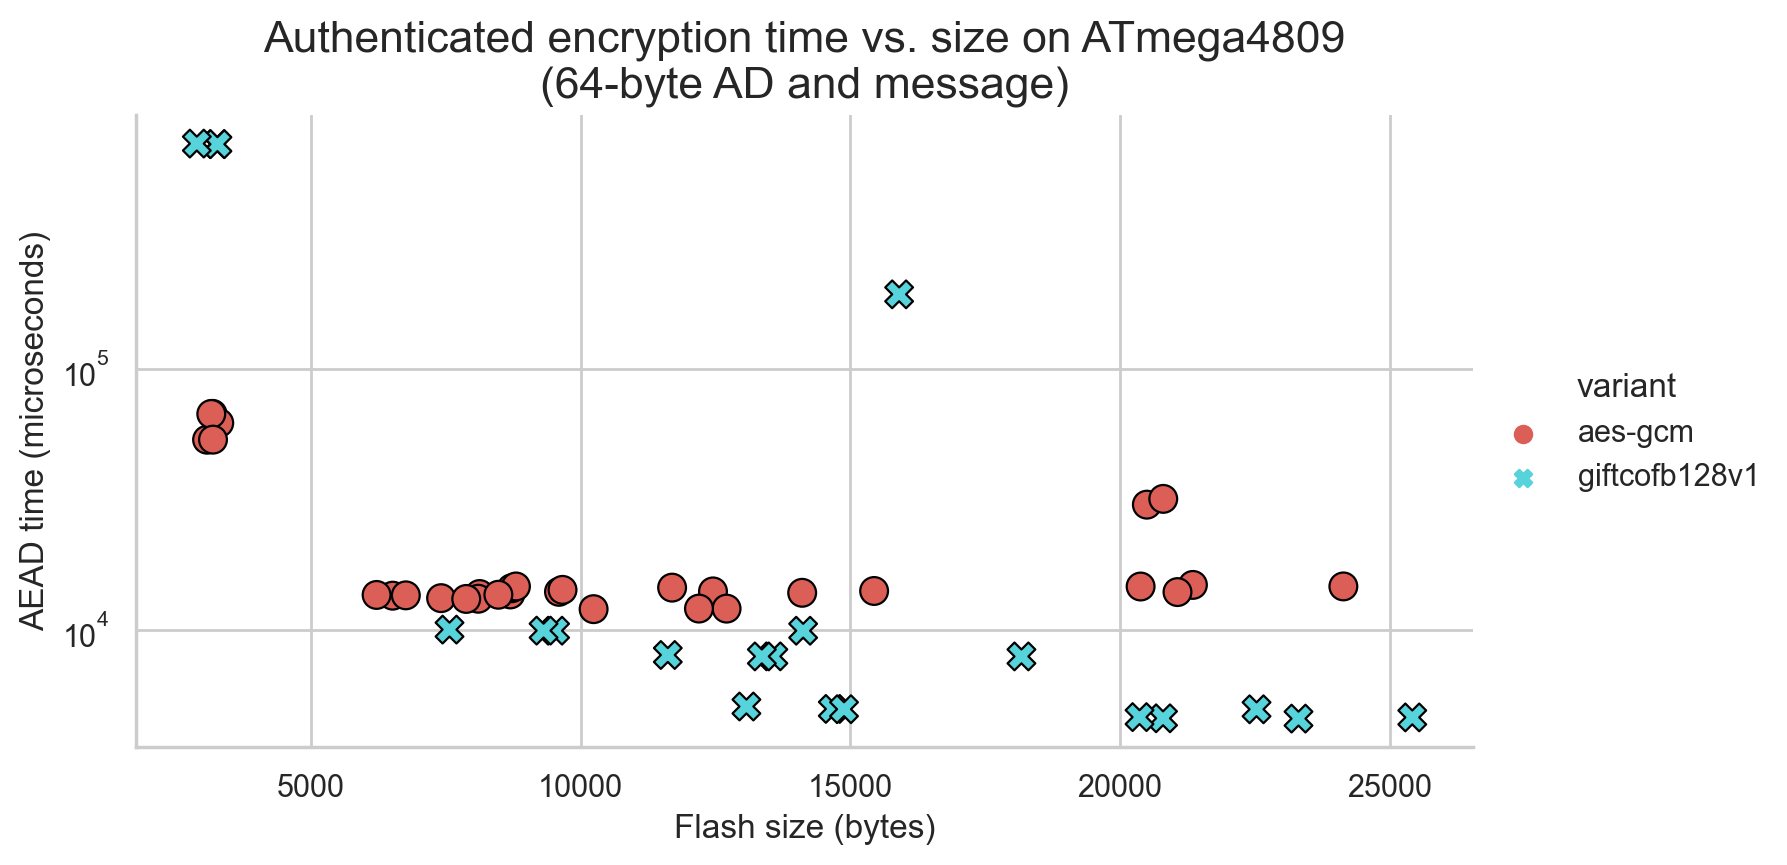 Authenticated encryption time vs. size on ATmega4809
(64-byte AD and message)
AEAD time (microseconds)
10^5
10^4
5000
10000
15000
20000
25000
Flash size (bytes)
variant
aes-gcm
giftcofb128v1